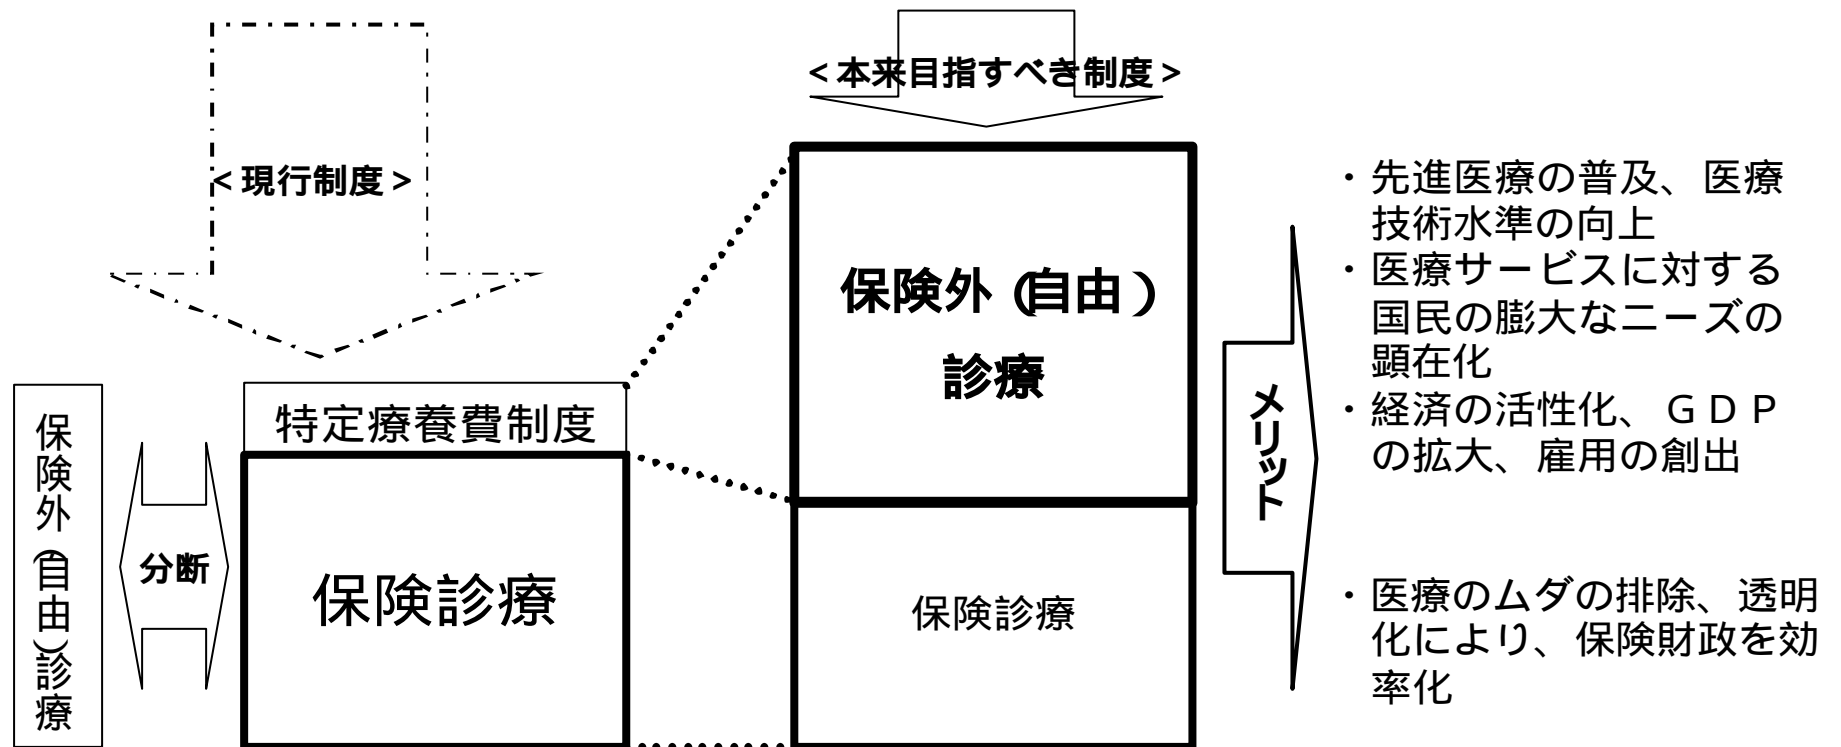 ＜現行制度＞
＜本来目指すべき制度＞
保険外（自由）診療
分断
特定療養費制度
保険診療
保険外（自由）
診療
保険診療
メリット
・先進医療の普及、医療
技術水準の向上
・医療サービスに対する
国民の膨大なニーズの
顕在化
・経済の活性化、ＧＤＰ
の拡大、雇用の創出
・医療のムダの排除、透明
化により、保険財政を効
率化